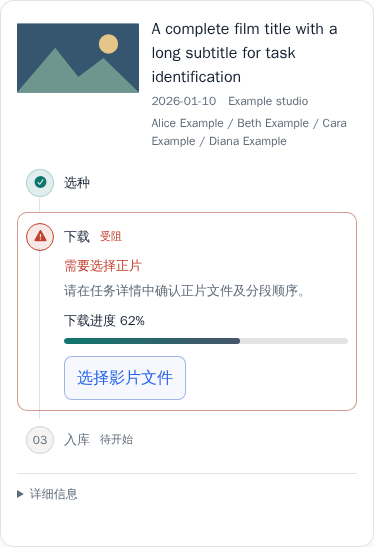 A complete film title with a
long subtitle for task
identification
2026-01-10 Example studio
Alice Example / Beth Example / Cara
Example / Diana Example
选种
下载 受阻
需要选择正片
请在任务详情中确认正片文件及分段顺序。
下载进度 62%
选择影片文件
03 入库 待开始
详细信息